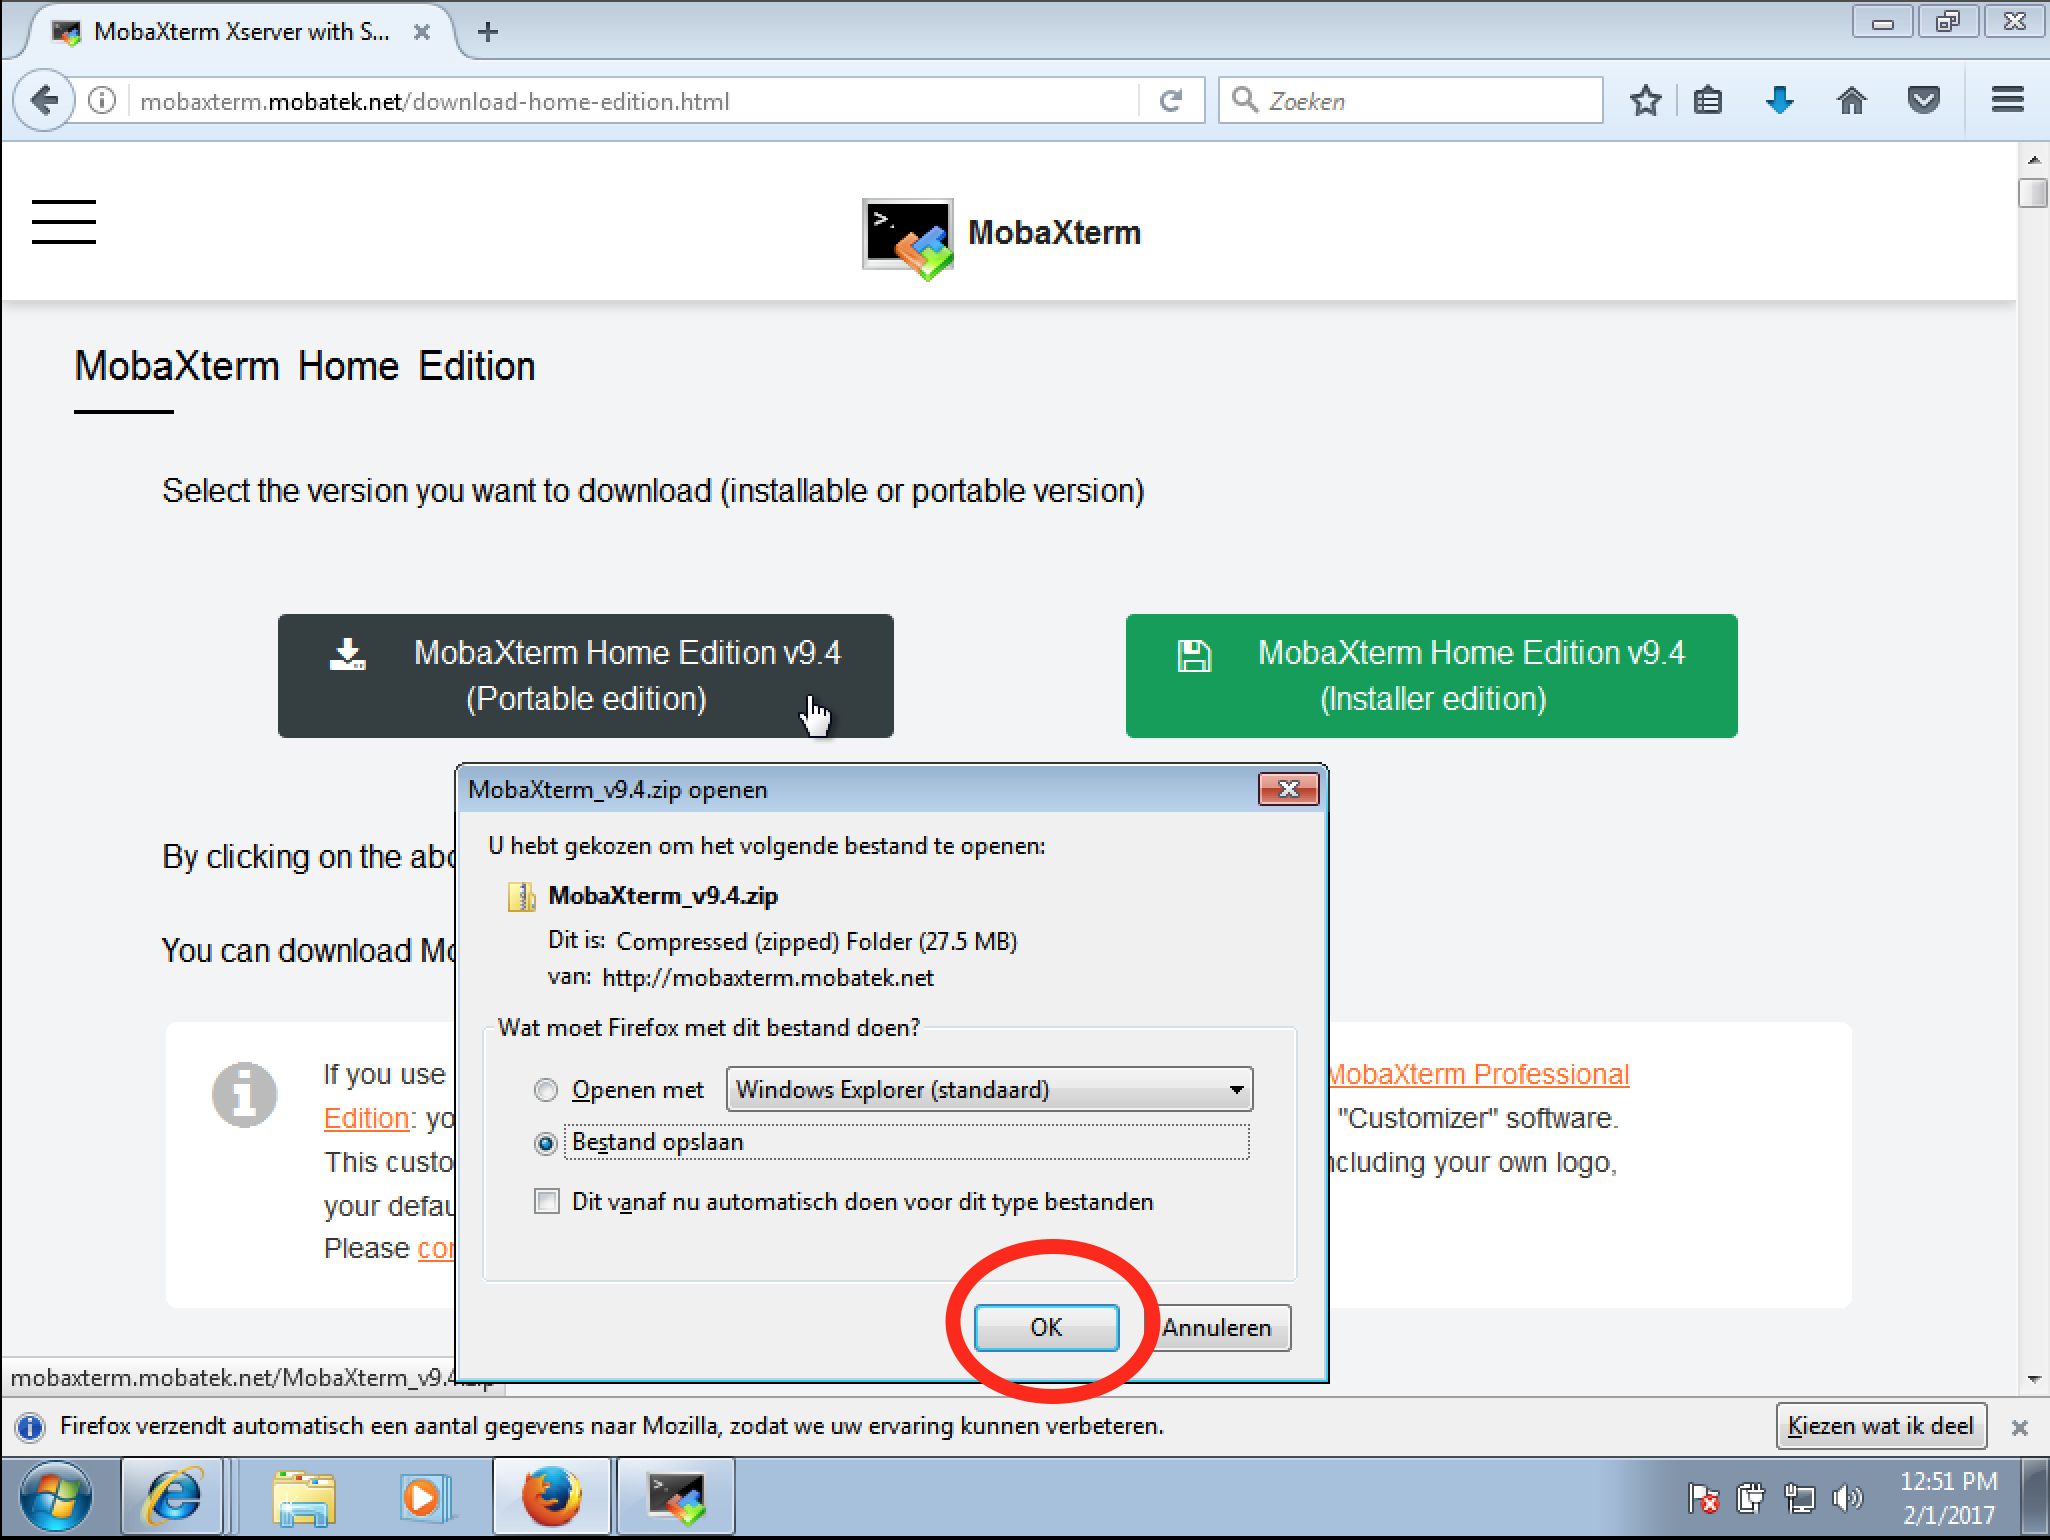 MobaXterm Xserver with S...
mobaxterm.mobatek.net/download-home-edition.html
Zoeken
>.
MobaXterm
MobaXterm Home Edition
Select the version you want to download (installable or portable version)
MobaXterm Home Edition v9.4
(Portable edition)
MobaXterm Home Edition v9.4
(Installer edition)
MobaXterm_v9.4.zip openen
U hebt gekozen om het volgende bestand te openen:
MobaXterm_v9.4.zip
Dit is: Compressed (zipped) Folder (27.5 MB)
van: http://mobaxterm.mobatek.net
Wat moet Firefox met dit bestand doen?
Openen met Windows Explorer (standaard)
Bestand opslaan
Dit vanaf nu automatisch doen voor dit type bestanden
OK
Annuleren
By clicking on the abo
You can download Mo
If you use MobaXterm Professional
Edition: yo "Customizer" software.
This custo cluding your own logo,
your defau
Please con
mobaxterm.mobatek.net/MobaXterm_v9.4.zip
Firefox verzendt automatisch een aantal gegevens naar Mozilla, zodat we uw ervaring kunnen verbeteren.
Kiezen wat ik deel
12:51 PM
2/1/2017